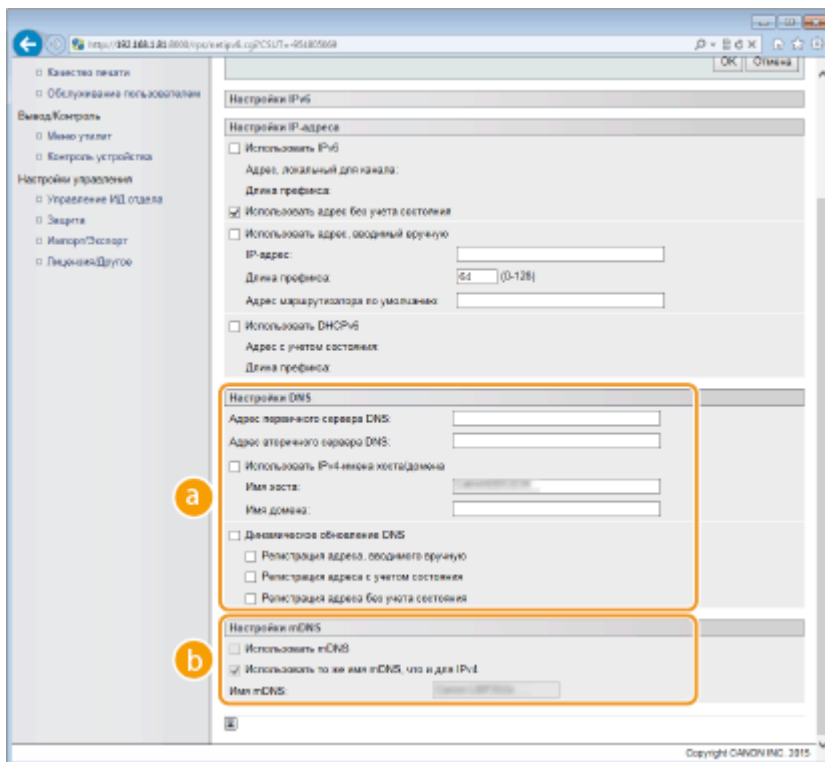 http://192.168.1.81:8000/rps/netipv6.cgi?CSUT=-954805069
OK Отмена
Качество печати
Обслуживание пользователем
Вывод/Контроль
Меню утилит
Контроль устройства
Настройки управления
Управление ИД отдела
Защита
Импорт/Экспорт
Лицензия/Другое
Настройки IPv6
Настройки IP-адреса
Использовать IPv6
Адрес, локальный для канала:
Длина префикса:
Использовать адрес без учета состояния
Использовать адрес, вводимый вручную
IP-адрес:
Длина префикса: 64 (0-128)
Адрес маршрутизатора по умолчанию:
Использовать DHCPv6
Адрес с учетом состояния:
Длина префикса:
a
Настройки DNS
Адрес первичного сервера DNS:
Адрес вторичного сервера DNS:
Использовать IPv4-имена хоста/домена
Имя хоста:
Имя домена:
Динамическое обновление DNS
Регистрация адреса, вводимого вручную
Регистрация адреса с учетом состояния
Регистрация адреса без учета состояния
b
Настройки mDNS
Использовать mDNS
Использовать то же имя mDNS, что и для IPv4
Имя mDNS:
Copyright CANON INC. 2015